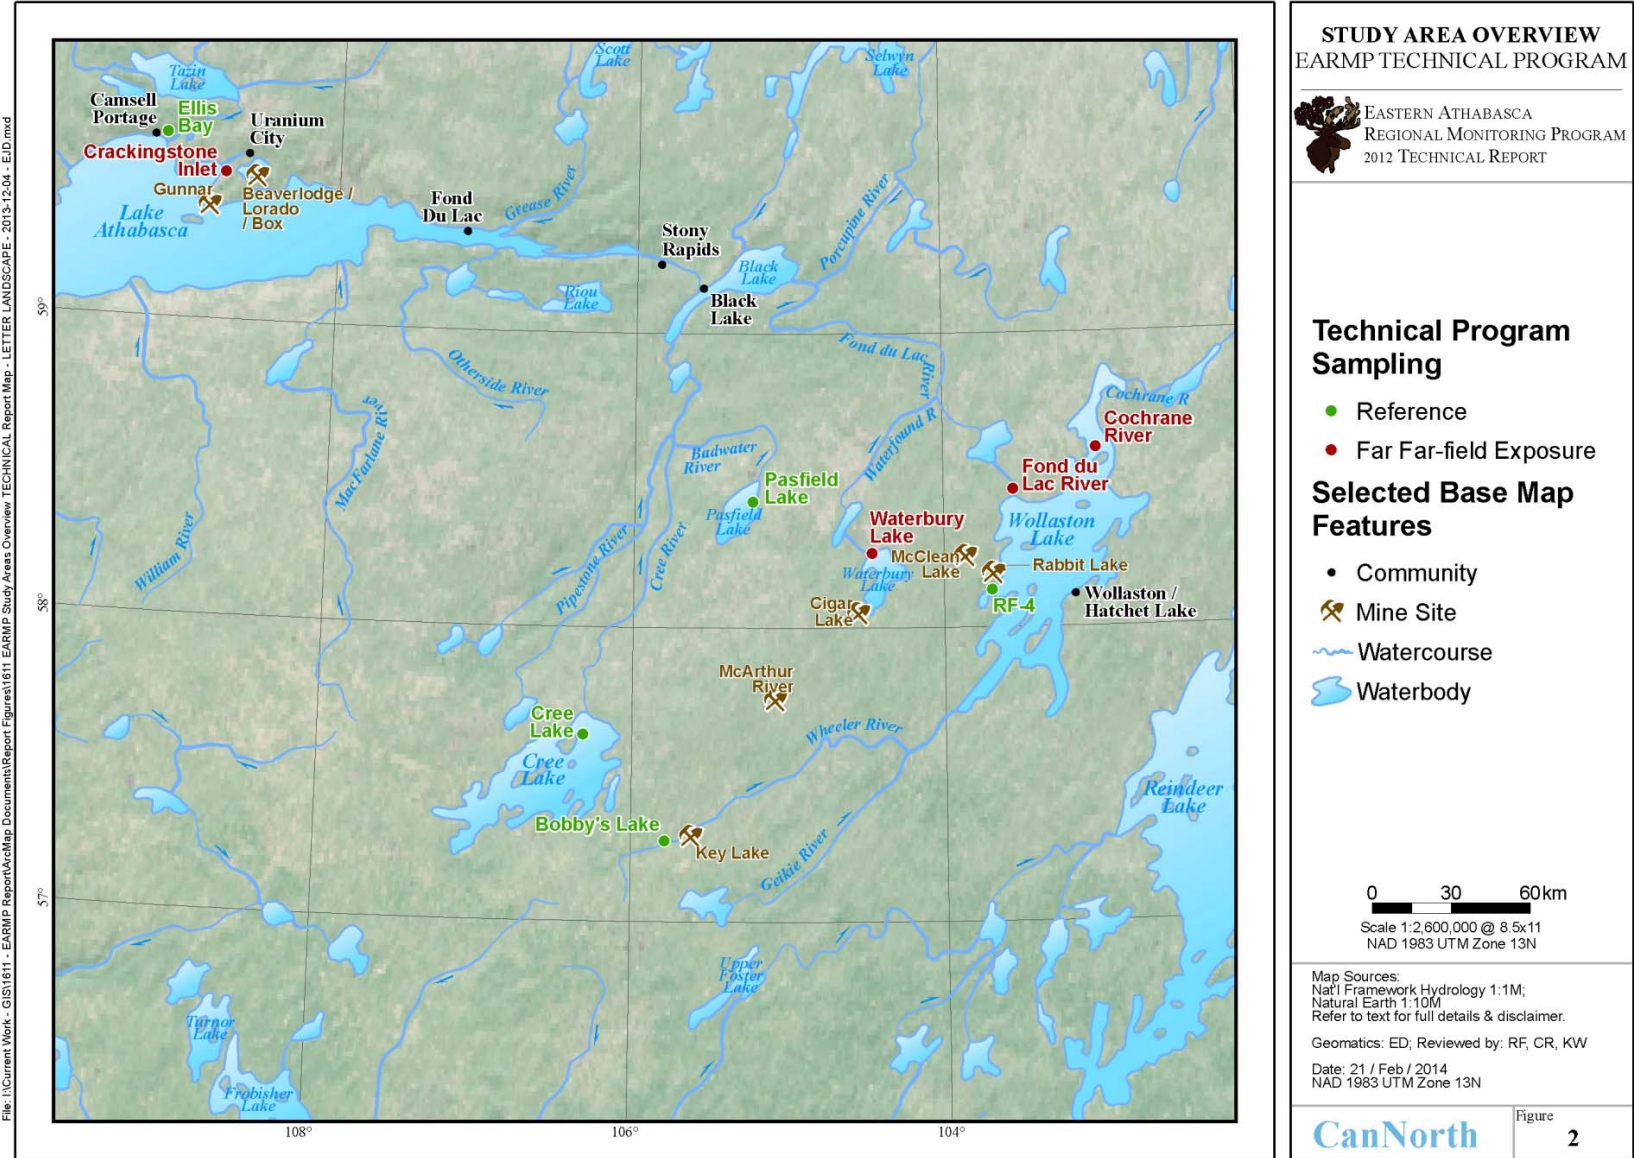 File: I:\Current Work - GIS\1611 - EARMP Report\ArcMap Documents\Report Figures\1611 EARMP Study Areas Overview TECHNICAL Report Map - LETTER LANDSCAPE - 2013-12-04 - EJD.mxd
Tazin
Lake
Scott
Lake
Selwyn
Lake
Camsell
Portage
Ellis
Bay
Uranium
City
Crackingstone
Inlet
Gunnar
Beaverlodge /
Lorado
/ Box
Lake
Athabasca
Fond
Du Lac
Grease River
Stony
Rapids
Black
Lake
Porcupine River
Riou
Lake
Black
Lake
59°
Otherside River
Fond du Lac
River
MacFarlane River
Cochrane R
Cochrane
River
Waterfound R
Badwater
River
Fond du
Lac River
Pasfield
Lake
Pasfield
Lake
Waterbury
Lake
Wollaston
Lake
William River
Pipestone River
Cree River
McClean
Lake
Rabbit Lake
Waterbury
Lake
58°
Cigar
Lake
RF-4
Wollaston /
Hatchet Lake
McArthur
River
Cree
Lake
Wheeler River
Cree
Lake
Reindeer
Lake
Bobby's Lake
Key Lake
Geikie River
57°
Upper
Foster
Lake
Turnor
Lake
Frobisher
Lake
108°
106°
104°
STUDY AREA OVERVIEW
EARMP TECHNICAL PROGRAM
EASTERN ATHABASCA
REGIONAL MONITORING PROGRAM
2012 TECHNICAL REPORT
Technical Program
Sampling
Reference
Far Far-field Exposure
Selected Base Map
Features
Community
Mine Site
Watercourse
Waterbody
0 30 60 km
Scale 1:2,600,000 @ 8.5x11
NAD 1983 UTM Zone 13N
Map Sources:
Nat'l Framework Hydrology 1:1M;
Natural Earth 1:10M
Refer to text for full details & disclaimer.
Geomatics: ED; Reviewed by: RF, CR, KW
Date: 21 / Feb / 2014
NAD 1983 UTM Zone 13N
CanNorth
Figure
2